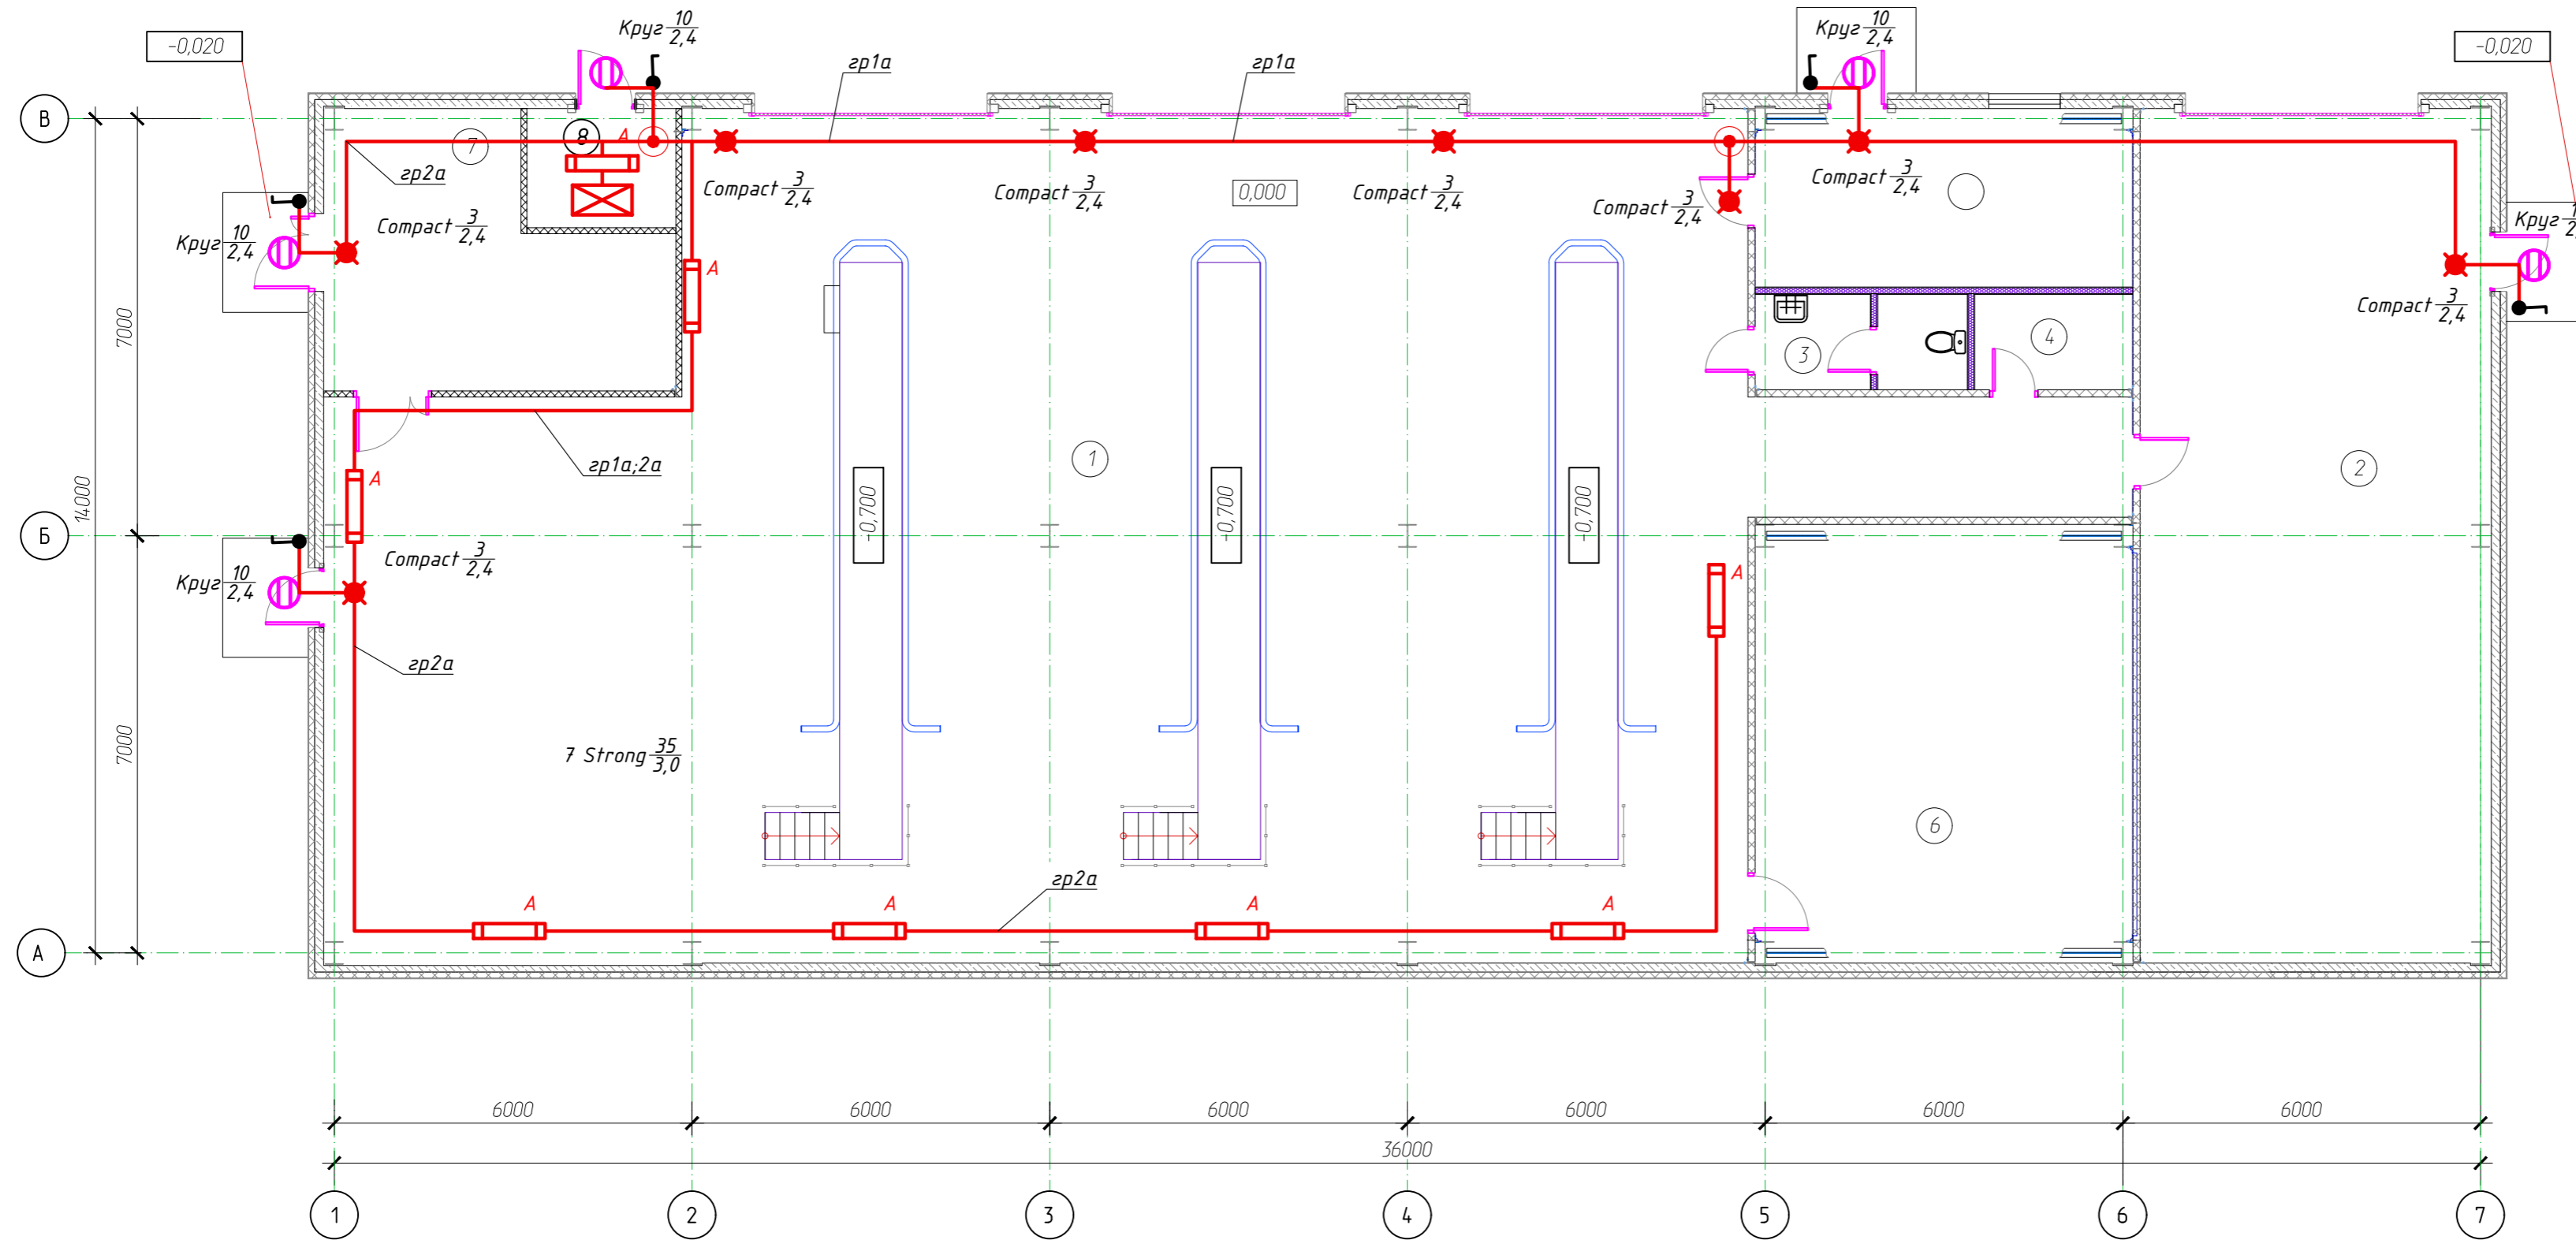 -0,020
Круг 10/2,4
гр1а
гр1а
Круг 10/2,4
-0,020
В
7
8
А
гр2а
Compact 3/2,4
Compact 3/2,4
Compact 3/2,4
0,000
Compact 3/2,4
Compact 3/2,4
Compact 3/2,4
Круг
Круг 10/2,4
Compact 3/2,4
А
7000
3
4
Compact 3/2,4
14000
гр1а;2а
А
1
2
-0,700
-0,700
-0,700
Б
Compact 3/2,4
Круг 10/2,4
А
гр2а
7000
7 Strong 35/3,0
6
гр2а
А
А
А
А
А
6000
6000
6000
6000
6000
6000
36000
1
2
3
4
5
6
7